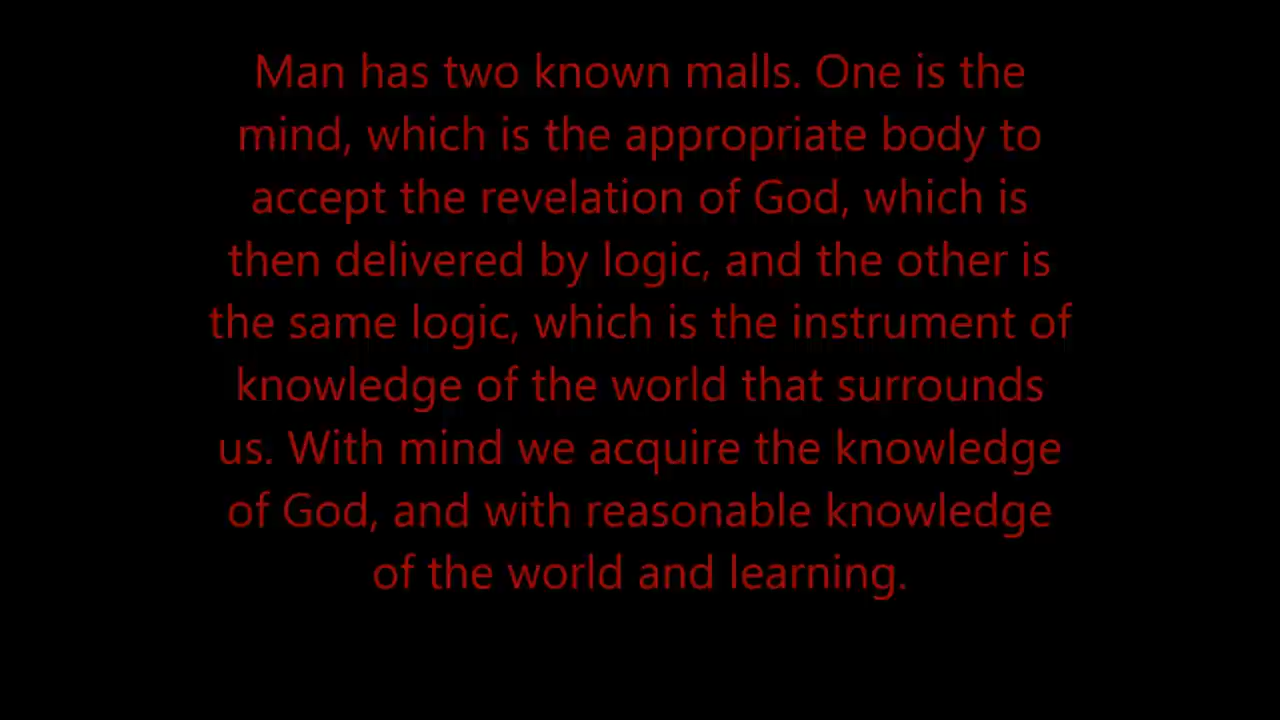 Man has two known malls. One is the
mind, which is the appropriate body to
accept the revelation of God, which is
then delivered by logic, and the other is
the same logic, which is the instrument of
knowledge of the world that surrounds
us. With mind we acquire the knowledge
of God, and with reasonable knowledge
of the world and learning.